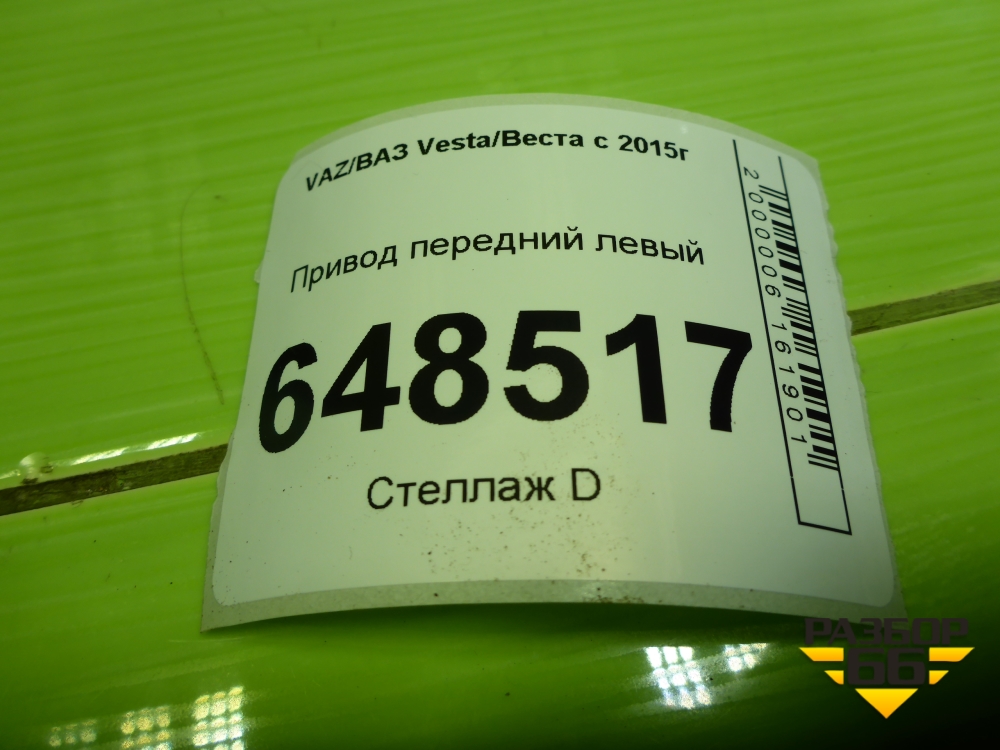 VAZ/ВАЗ Vesta/Веста с 2015г
Привод передний левый
648517
Стеллаж D
2000006161901
РАЗБОР
66